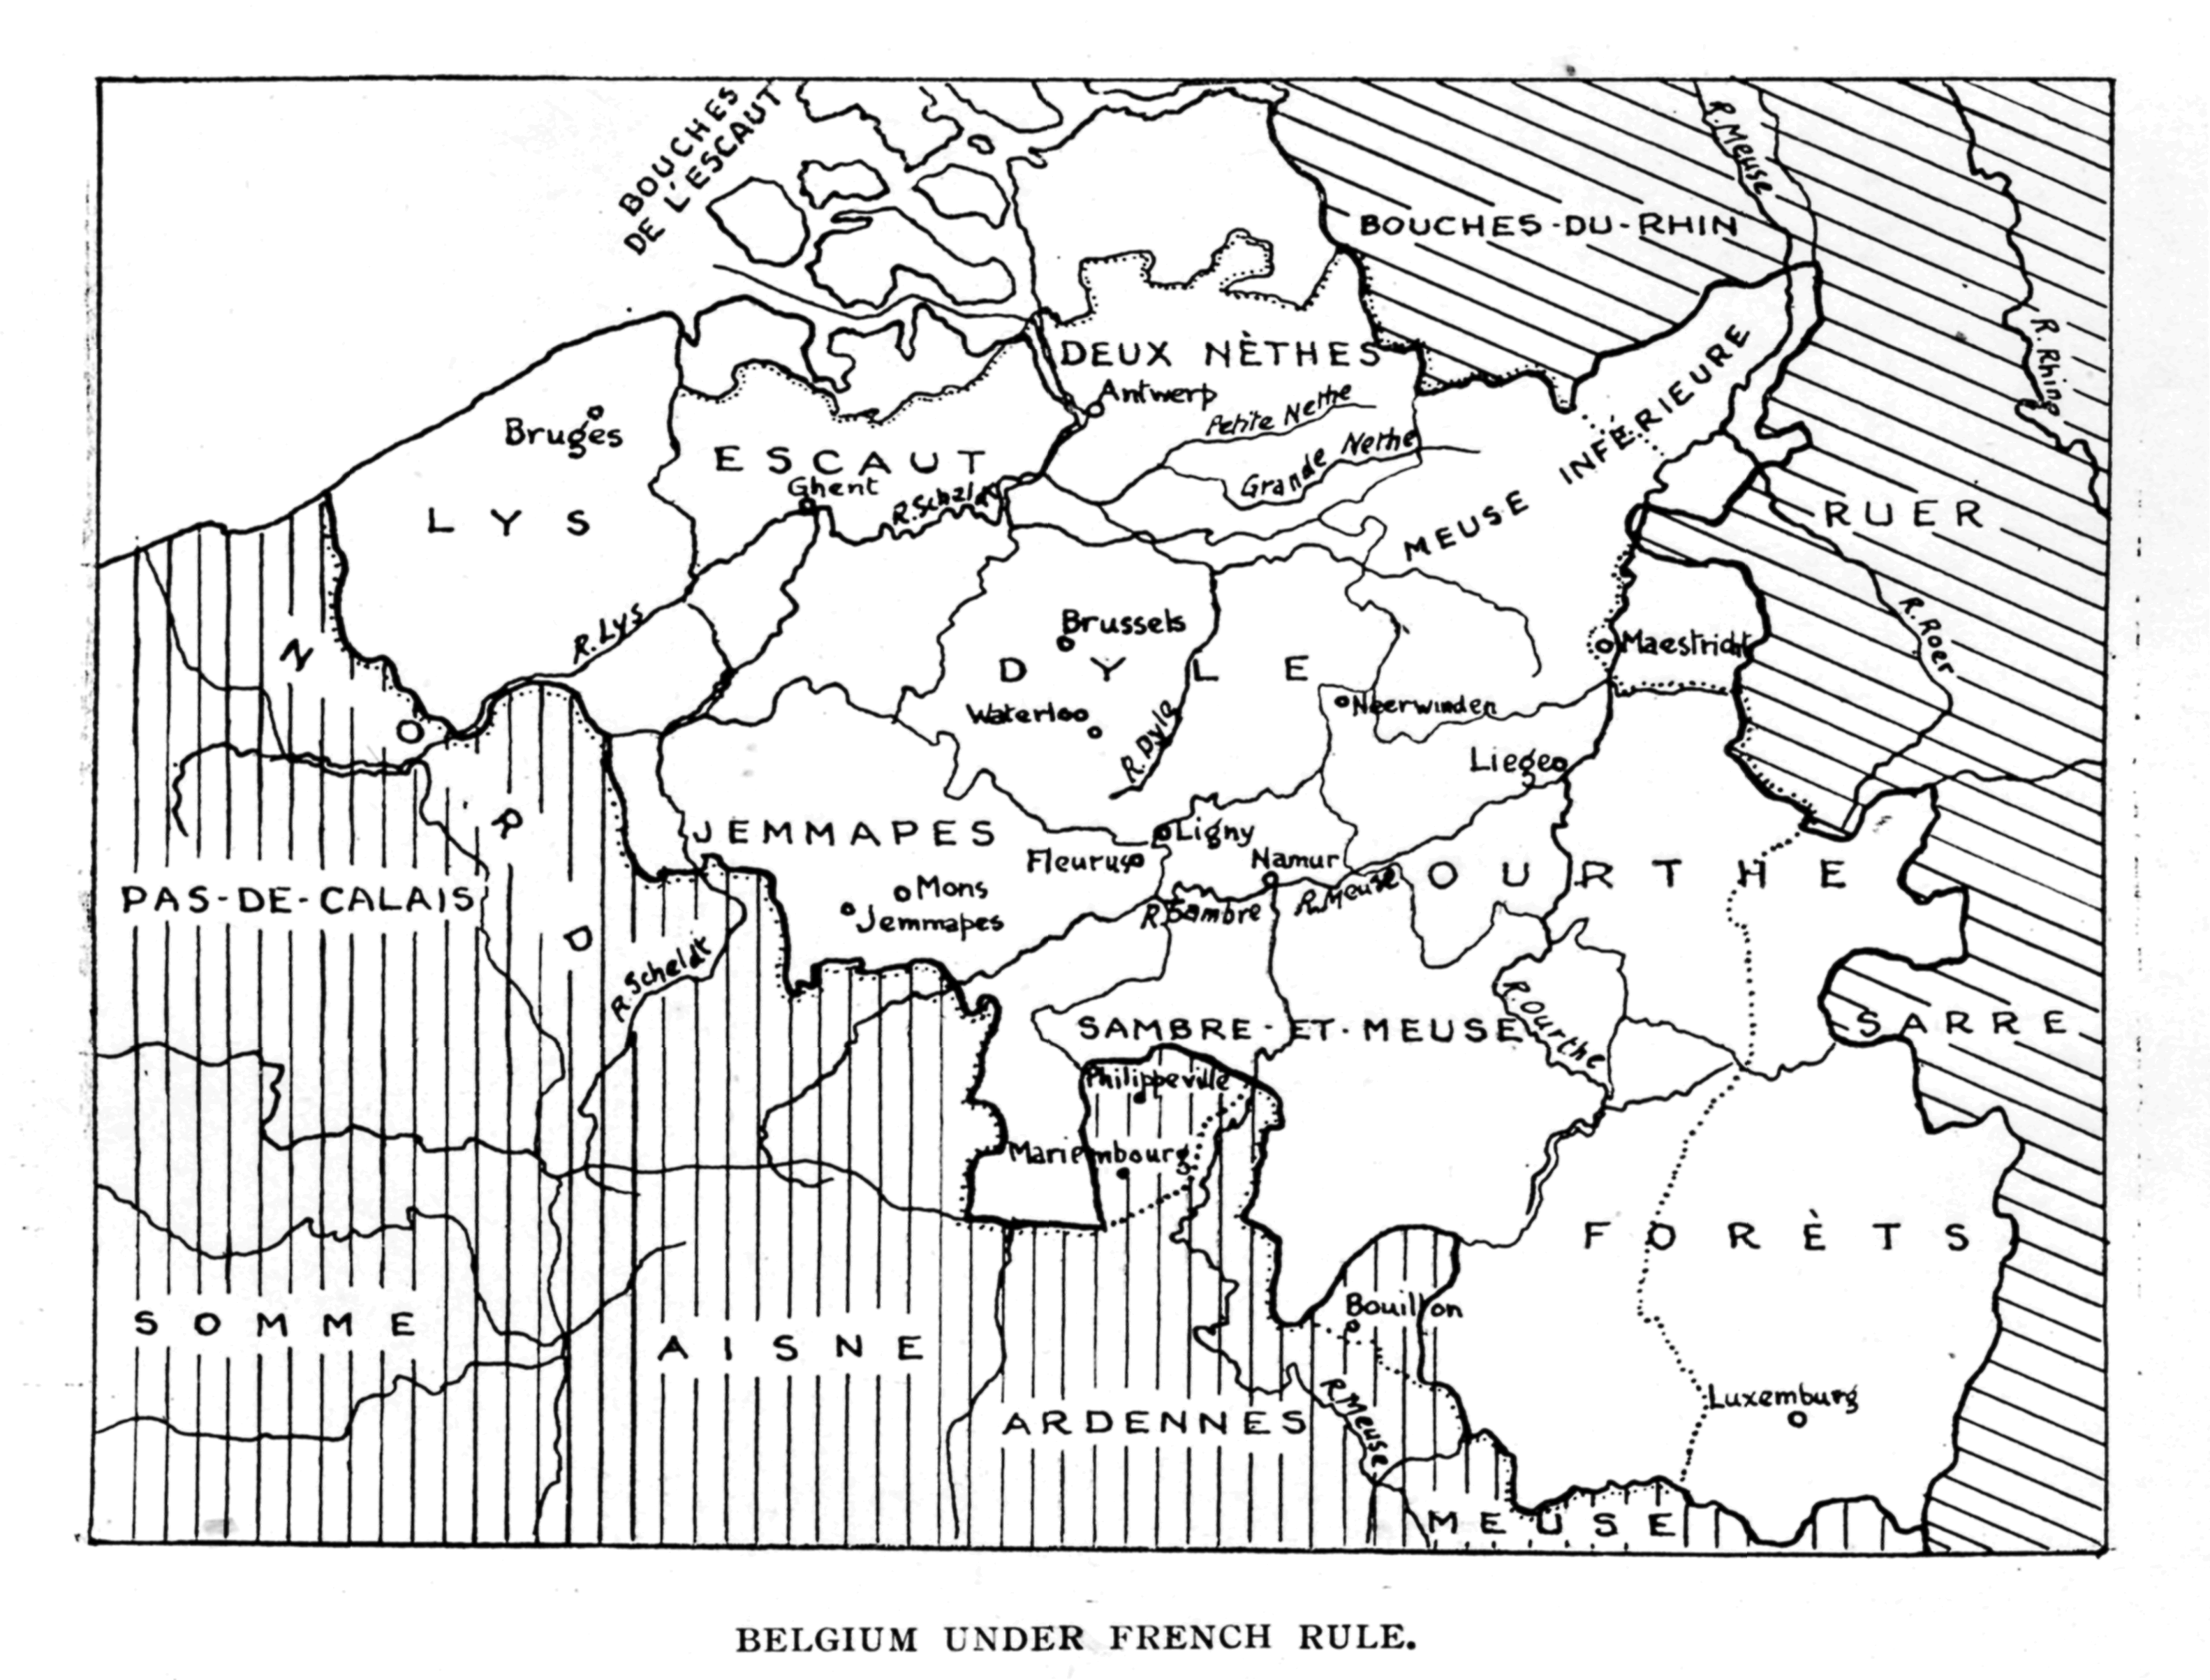 BOUCHES
DE L'ESCAUT
R. Meuse
BOUCHES-DU-RHIN
R. Rhine
DEUX NÈTHES
Antwerp
Petite Nethe
Grande Nethe
MEUSE INFÉRIEURE
Bruges
ESCAUT
Ghent
R. Scheldt
LYS
RUER
R. Lys
Brussels
DYLE
Maestricht
R. Roer
NORD
Waterloo
R. Dyle
Neerwinden
Liege
JEMMAPES
Ligny
Fleurus
Namur
OURTHE
PAS-DE-CALAIS
Mons
Jemmapes
R. Sambre
R. Meuse
R. Scheldt
SAMBRE-ET-MEUSE
R. Ourthe
SARRE
Philippeville
Mariembourg
FORÈTS
SOMME
AISNE
Bouillon
R. Meuse
Luxemburg
ARDENNES
MEUSE
BELGIUM UNDER FRENCH RULE.